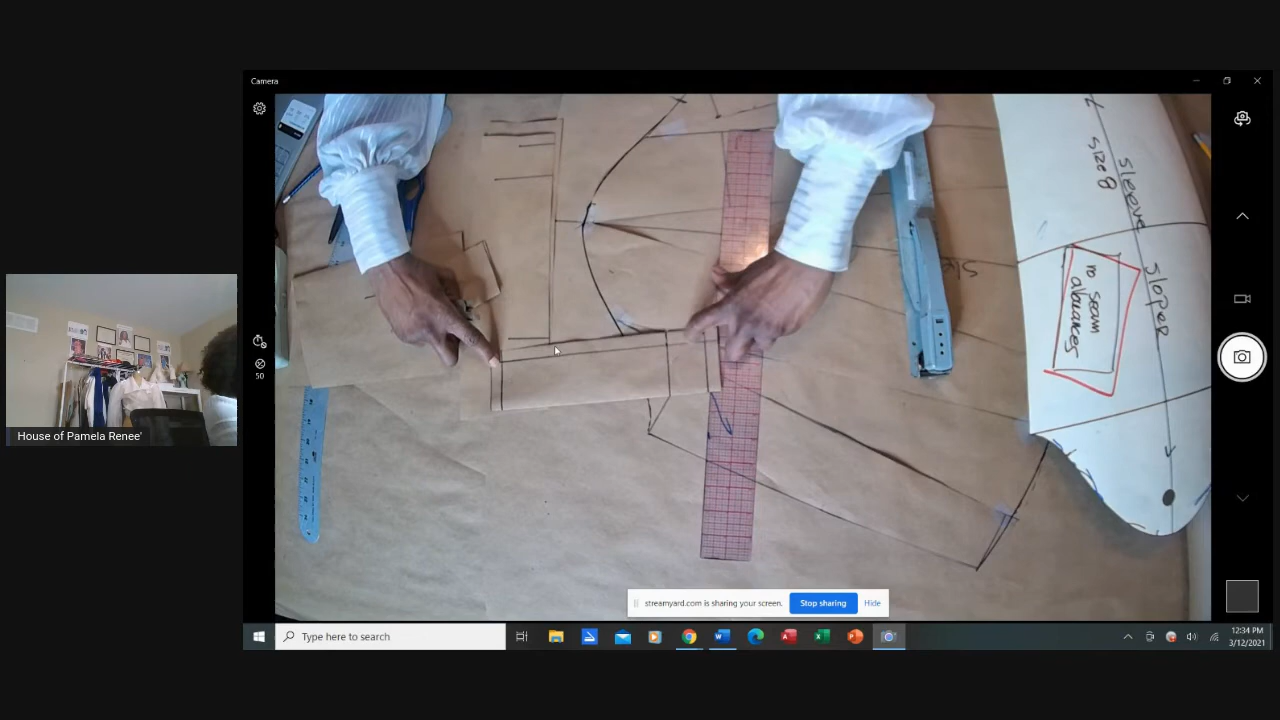 Camera
50
sleeve
sloper
size 8
no seam
House of Pamela Renee'
streamyard.com is sharing your screen.
Stop sharing
Hide
Type here to search
12:34 PM
3/12/2021